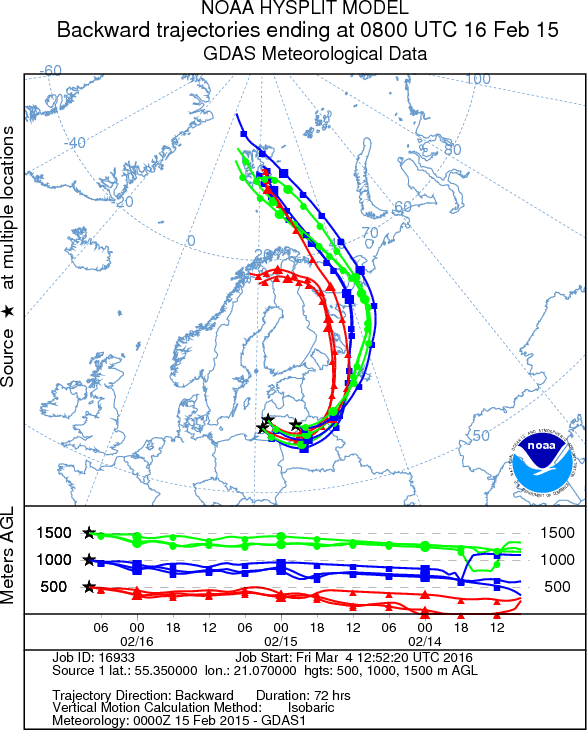 NOAA HYSPLIT MODEL
Backward trajectories ending at 0800 UTC 16 Feb 15
GDAS Meteorological Data
Source ★ at multiple locations
-60
100
-40
80
-20
60
0
70
20
50
noaa
Meters AGL
1500 1500
1000 1000
500 500
06 00 18 12 06 00 18 12 06 00 18 12
02/16 02/15 02/14
Job ID: 16933 Job Start: Fri Mar 4 12:52:20 UTC 2016
Source 1 lat.: 55.350000 lon.: 21.070000 hgts: 500, 1000, 1500 m AGL
Trajectory Direction: Backward Duration: 72 hrs
Vertical Motion Calculation Method: Isobaric
Meteorology: 0000Z 15 Feb 2015 - GDAS1